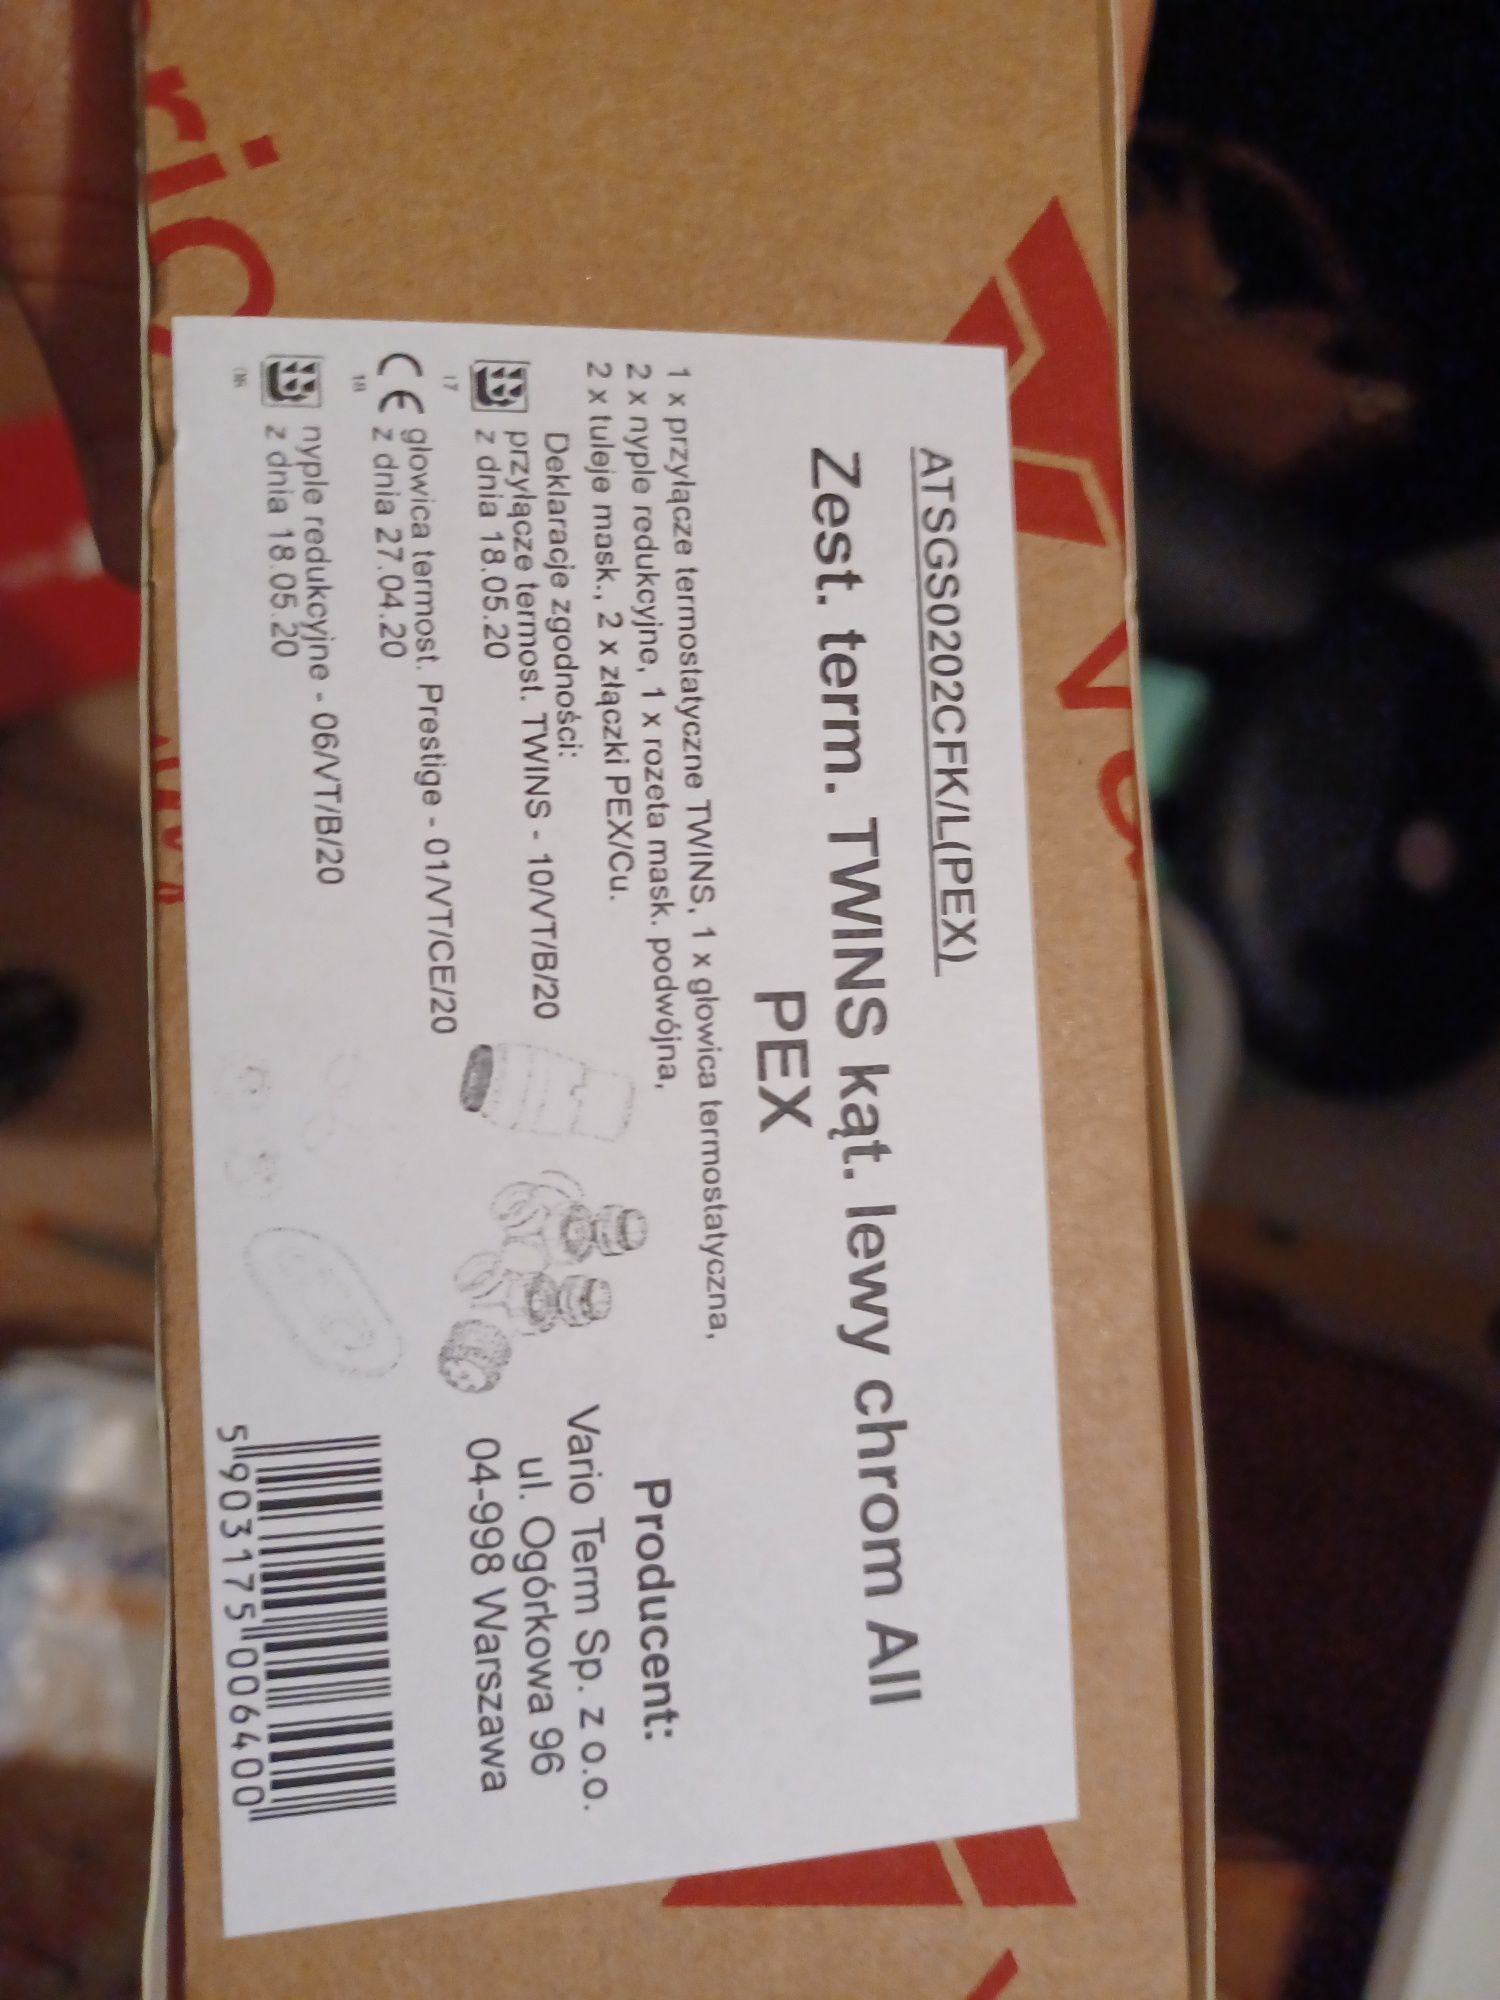 ATSGS0202CFK/L(PEX)
Zest. term. TWINS kąt. lewy chrom All
PEX
1 x przyłącze termostatyczne TWINS, 1 x głowica termostatyczna,
2 x nyple redukcyjne, 1 x rozeta mask. podwójna,
2 x tuleje mask., 2 x złączki PEX/Cu.
Deklaracje zgodności:
przyłącze termost. TWINS - 10/VT/B/20
z dnia 18.05.20
17
głowica termost. Prestige - 01/VT/CE/20
CE z dnia 27.04.20
18
nyple redukcyjne - 06/VT/B/20
z dnia 18.05.20
06
Producent:
Vario Term Sp. z o.o.
ul. Ogórkowa 96
04-998 Warszawa
5 903175 006400